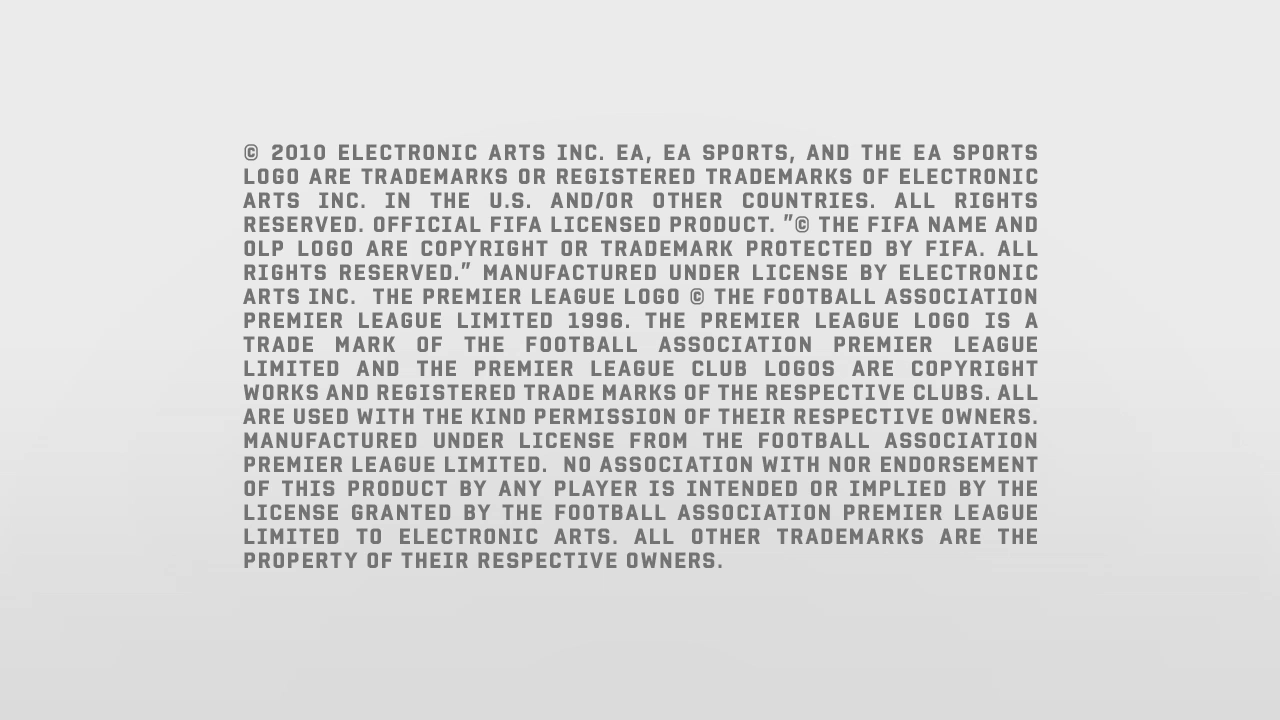 © 2010 ELECTRONIC ARTS INC. EA, EA SPORTS, AND THE EA SPORTS
LOGO ARE TRADEMARKS OR REGISTERED TRADEMARKS OF ELECTRONIC
ARTS INC. IN THE U.S. AND/OR OTHER COUNTRIES. ALL RIGHTS
RESERVED. OFFICIAL FIFA LICENSED PRODUCT. "© THE FIFA NAME AND
OLP LOGO ARE COPYRIGHT OR TRADEMARK PROTECTED BY FIFA. ALL
RIGHTS RESERVED." MANUFACTURED UNDER LICENSE BY ELECTRONIC
ARTS INC.  THE PREMIER LEAGUE LOGO © THE FOOTBALL ASSOCIATION
PREMIER LEAGUE LIMITED 1996. THE PREMIER LEAGUE LOGO IS A
TRADE MARK OF THE FOOTBALL ASSOCIATION PREMIER LEAGUE
LIMITED AND THE PREMIER LEAGUE CLUB LOGOS ARE COPYRIGHT
WORKS AND REGISTERED TRADE MARKS OF THE RESPECTIVE CLUBS. ALL
ARE USED WITH THE KIND PERMISSION OF THEIR RESPECTIVE OWNERS.
MANUFACTURED UNDER LICENSE FROM THE FOOTBALL ASSOCIATION
PREMIER LEAGUE LIMITED.  NO ASSOCIATION WITH NOR ENDORSEMENT
OF THIS PRODUCT BY ANY PLAYER IS INTENDED OR IMPLIED BY THE
LICENSE GRANTED BY THE FOOTBALL ASSOCIATION PREMIER LEAGUE
LIMITED TO ELECTRONIC ARTS. ALL OTHER TRADEMARKS ARE THE
PROPERTY OF THEIR RESPECTIVE OWNERS.